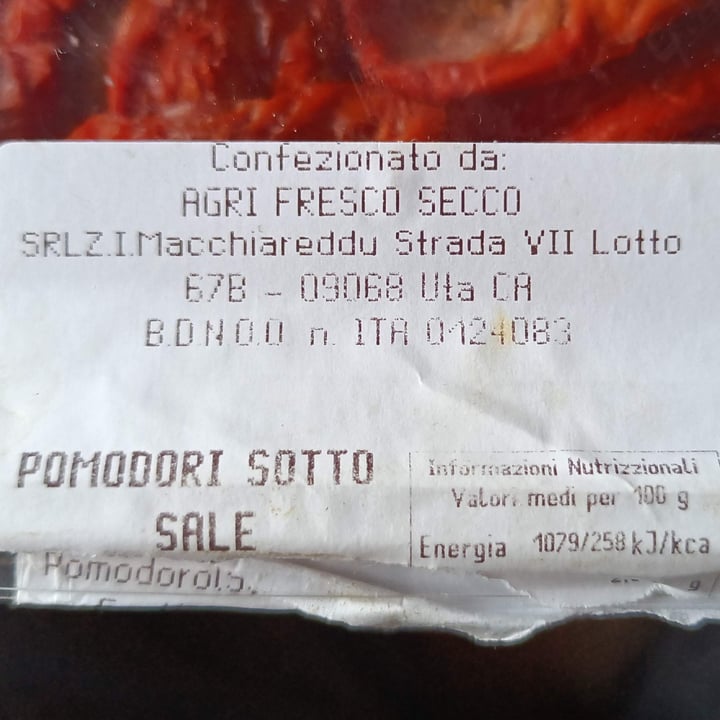 Confezionato da:
AGRI FRESCO SECCO
SRLZ.I.Macchiareddu Strada VII Lotto
67B - 09068 Uta CA
B.D.N.O.O n. ITA 0124083
POMODORI SOTTO
SALE
Informazioni Nutrizzionali
Valori medi per 100 g
Energia 1079/258 kJ/kca
g
Pomodoro